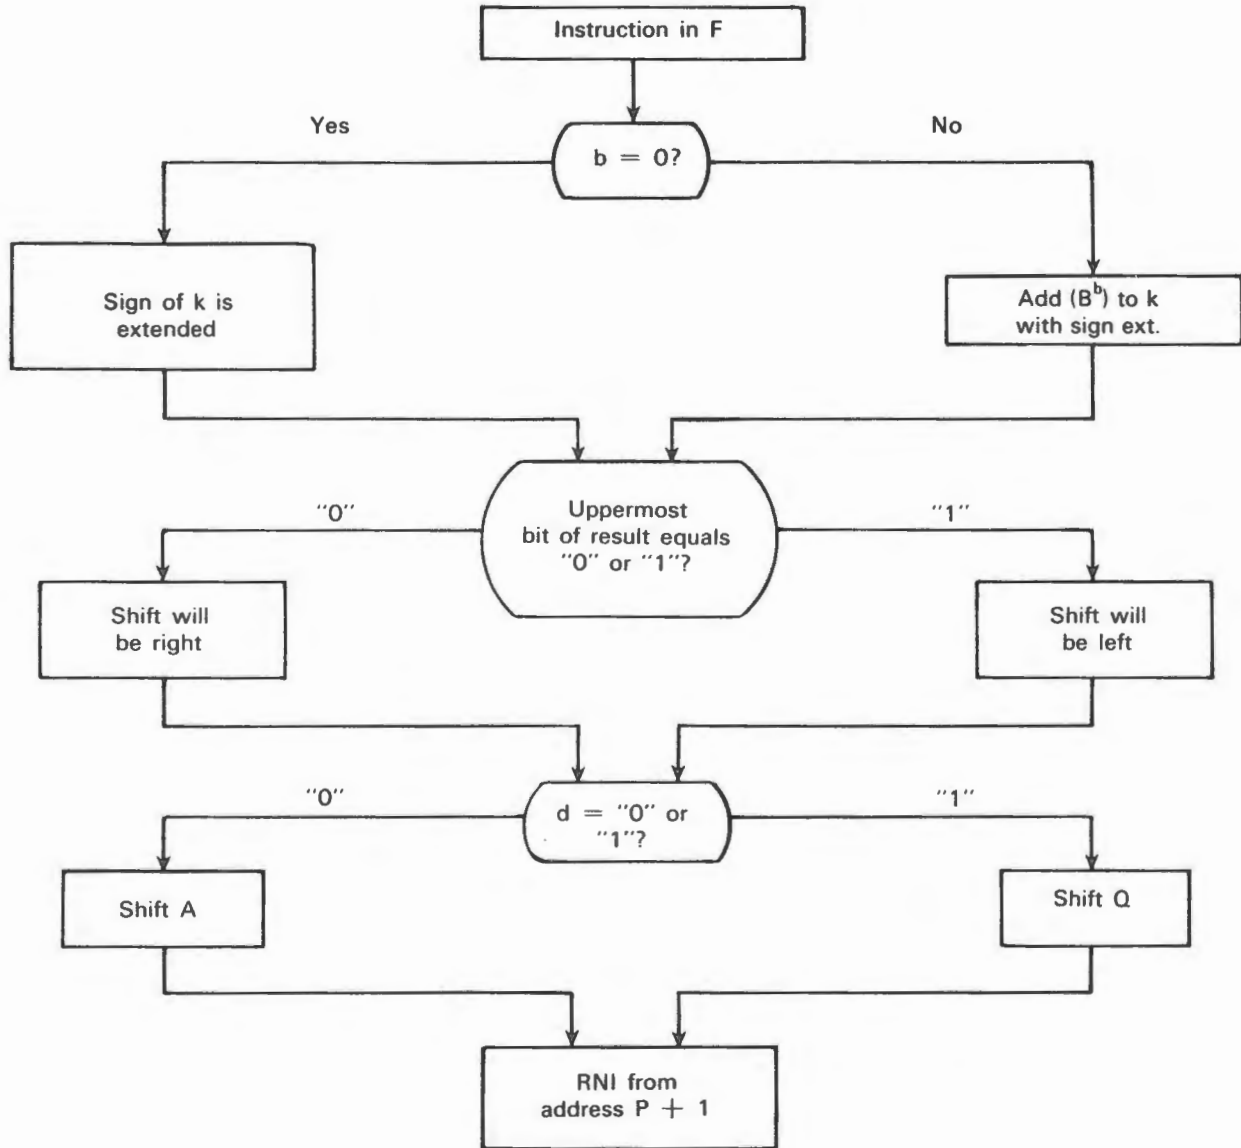 Instruction in F
Yes
No
b = 0?
Sign of k is
extended
Add (B^b) to k
with sign ext.
Uppermost
bit of result equals
"0" or "1"?
"0"
"1"
Shift will
be right
Shift will
be left
d = "0" or
"1"?
"0"
"1"
Shift A
Shift Q
RNI from
address P + 1